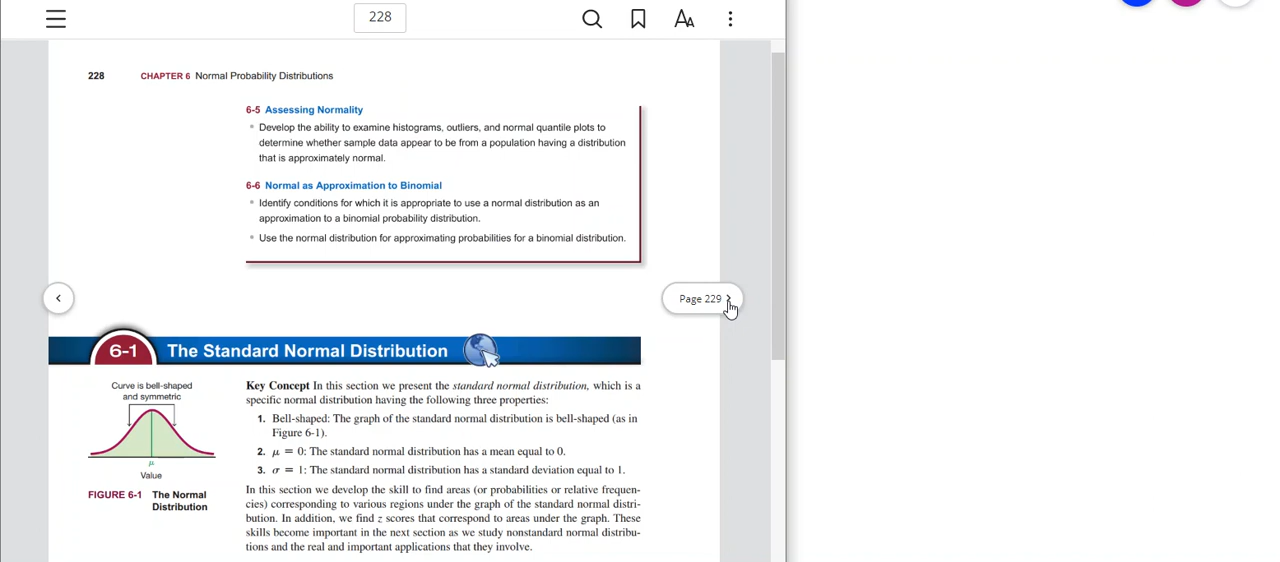 228
228 CHAPTER 6 Normal Probability Distributions
6-5 Assessing Normality
• Develop the ability to examine histograms, outliers, and normal quantile plots to
determine whether sample data appear to be from a population having a distribution
that is approximately normal.
6-6 Normal as Approximation to Binomial
• Identify conditions for which it is appropriate to use a normal distribution as an
approximation to a binomial probability distribution.
• Use the normal distribution for approximating probabilities for a binomial distribution.
Page 229
6-1 The Standard Normal Distribution
Curve is bell-shaped
and symmetric
μ
Value
FIGURE 6-1 The Normal
Distribution
Key Concept In this section we present the standard normal distribution, which is a
specific normal distribution having the following three properties:
1. Bell-shaped: The graph of the standard normal distribution is bell-shaped (as in
Figure 6-1).
2. μ = 0: The standard normal distribution has a mean equal to 0.
3. σ = 1: The standard normal distribution has a standard deviation equal to 1.
In this section we develop the skill to find areas (or probabilities or relative frequen-
cies) corresponding to various regions under the graph of the standard normal distri-
bution. In addition, we find z scores that correspond to areas under the graph. These
skills become important in the next section as we study nonstandard normal distribu-
tions and the real and important applications that they involve.